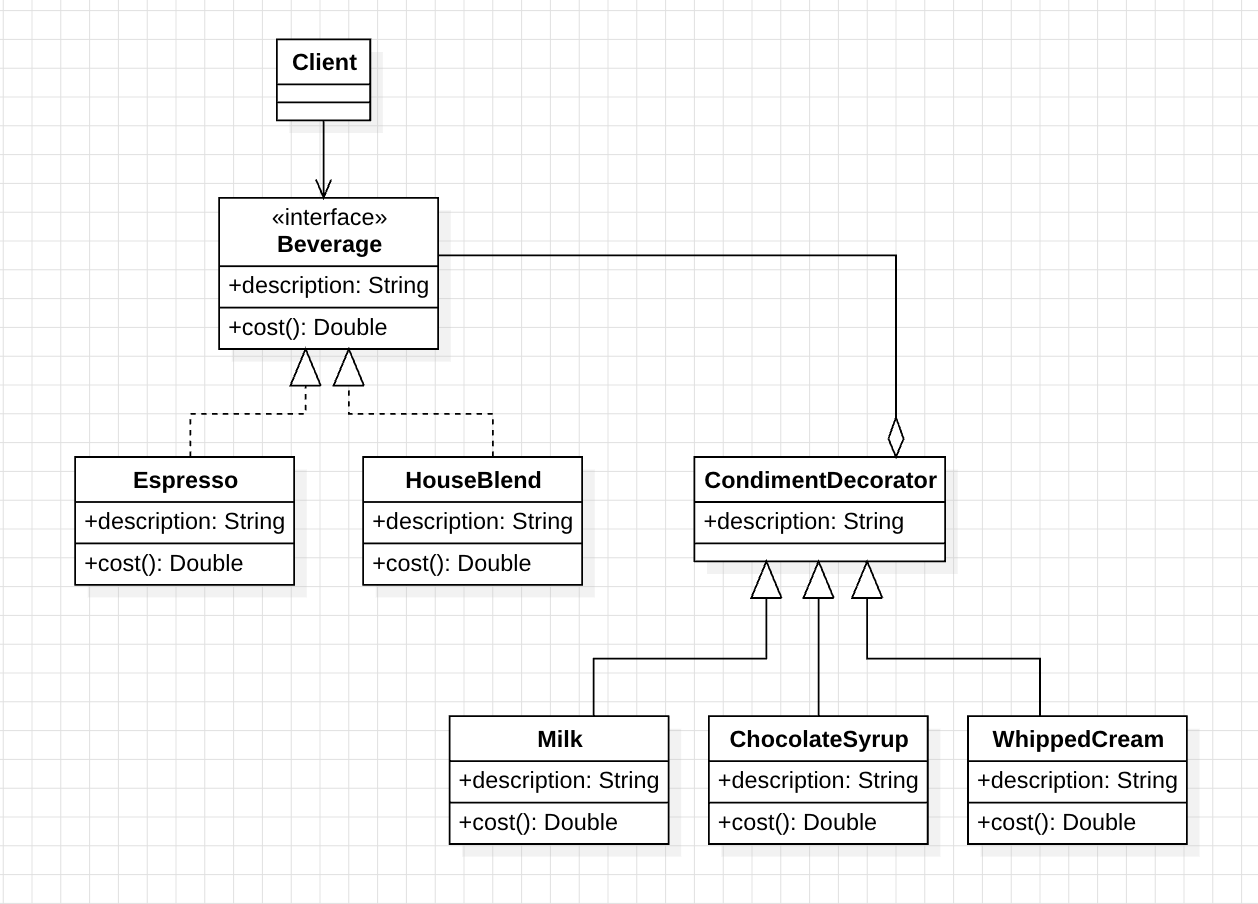 Client
«interface»
Beverage
+description: String
+cost(): Double
Espresso
+description: String
+cost(): Double
HouseBlend
+description: String
+cost(): Double
CondimentDecorator
+description: String
Milk
+description: String
+cost(): Double
ChocolateSyrup
+description: String
+cost(): Double
WhippedCream
+description: String
+cost(): Double